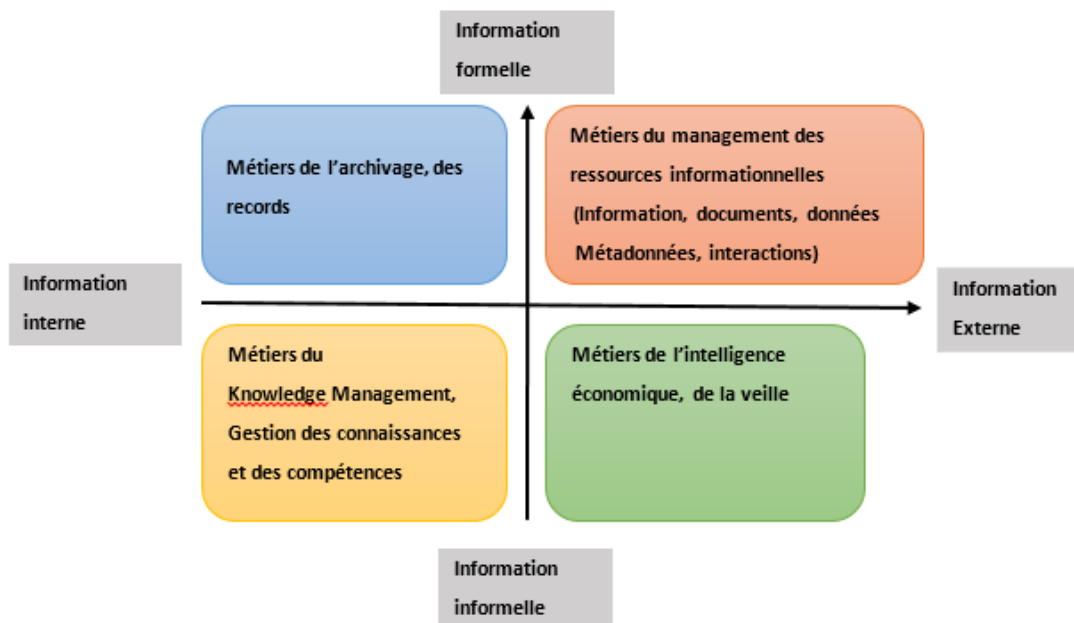 Information
formelle
Métiers de l’archivage, des
records
Métiers du management des
ressources informationnelles
(Information, documents, données
Métadonnées, interactions)
Information
interne
Information
Externe
Métiers du
Knowledge Management,
Gestion des connaissances
et des compétences
Métiers de l’intelligence
économique, de la veille
Information
informelle